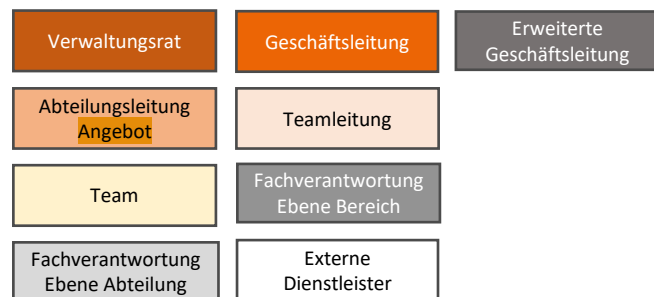 Verwaltungsrat
Geschäftsleitung
Erweiterte
Geschäftsleitung
Abteilungsleitung
Angebot
Teamleitung
Team
Fachverantwortung
Ebene Bereich
Fachverantwortung
Ebene Abteilung
Externe
Dienstleister